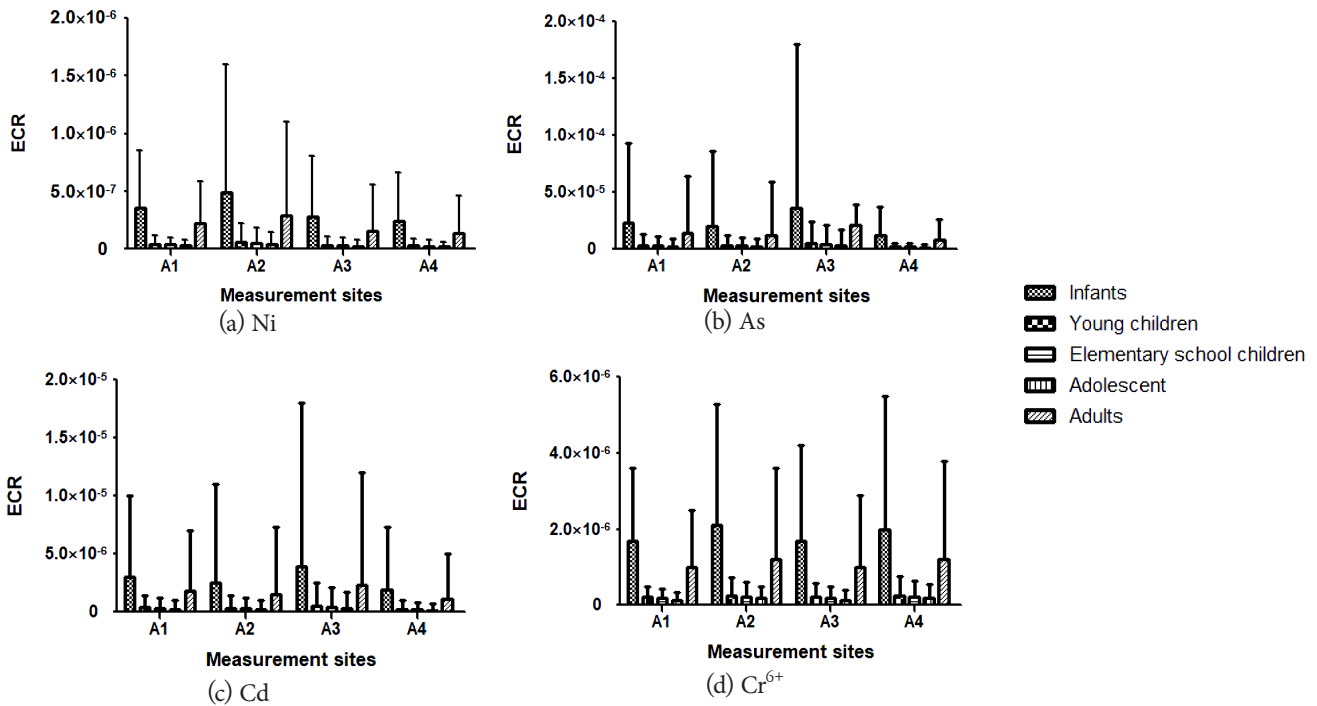 2.0×10⁻⁶
1.5×10⁻⁶
1.0×10⁻⁶
5.0×10⁻⁷
0
ECR
A1 A2 A3 A4
Measurement sites
(a) Ni
2.0×10⁻⁴
1.5×10⁻⁴
1.0×10⁻⁴
5.0×10⁻⁵
0
ECR
A1 A2 A3 A4
Measurement sites
(b) As
Infants
Young children
Elementary school children
Adolescent
Adults
2.0×10⁻⁵
1.5×10⁻⁵
1.0×10⁻⁵
5.0×10⁻⁶
0
ECR
A1 A2 A3 A4
Measurement sites
(c) Cd
6.0×10⁻⁶
4.0×10⁻⁶
2.0×10⁻⁶
0
ECR
A1 A2 A3 A4
Measurement sites
(d) Cr⁶⁺